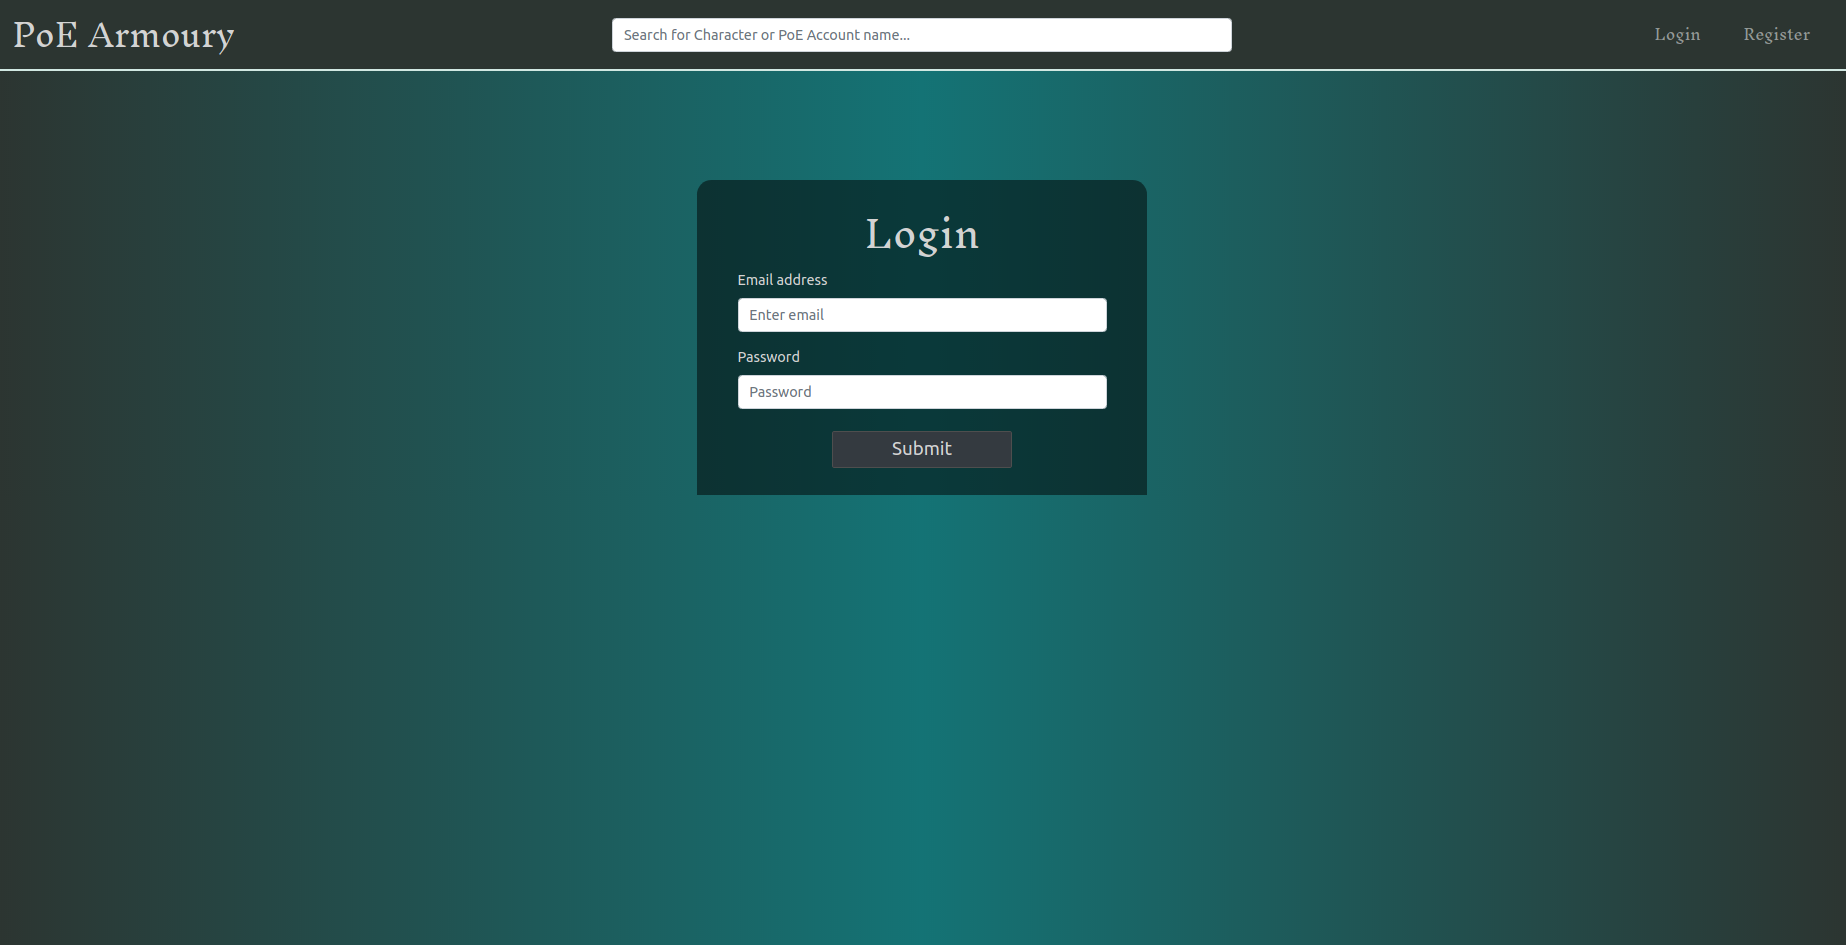 PoE Armoury
Search for Character or PoE Account name...
Login
Register
Login
Email address
Enter email
Password
Password
Submit